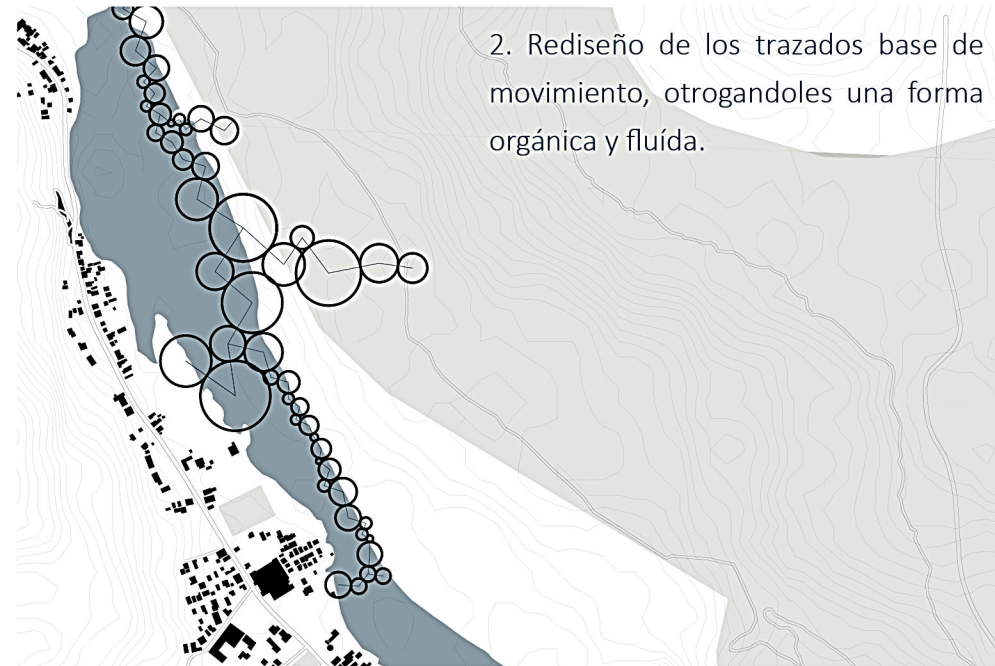 2. Rediseño de los trazados base de
movimiento, otrogandoles una forma
orgánica y fluída.